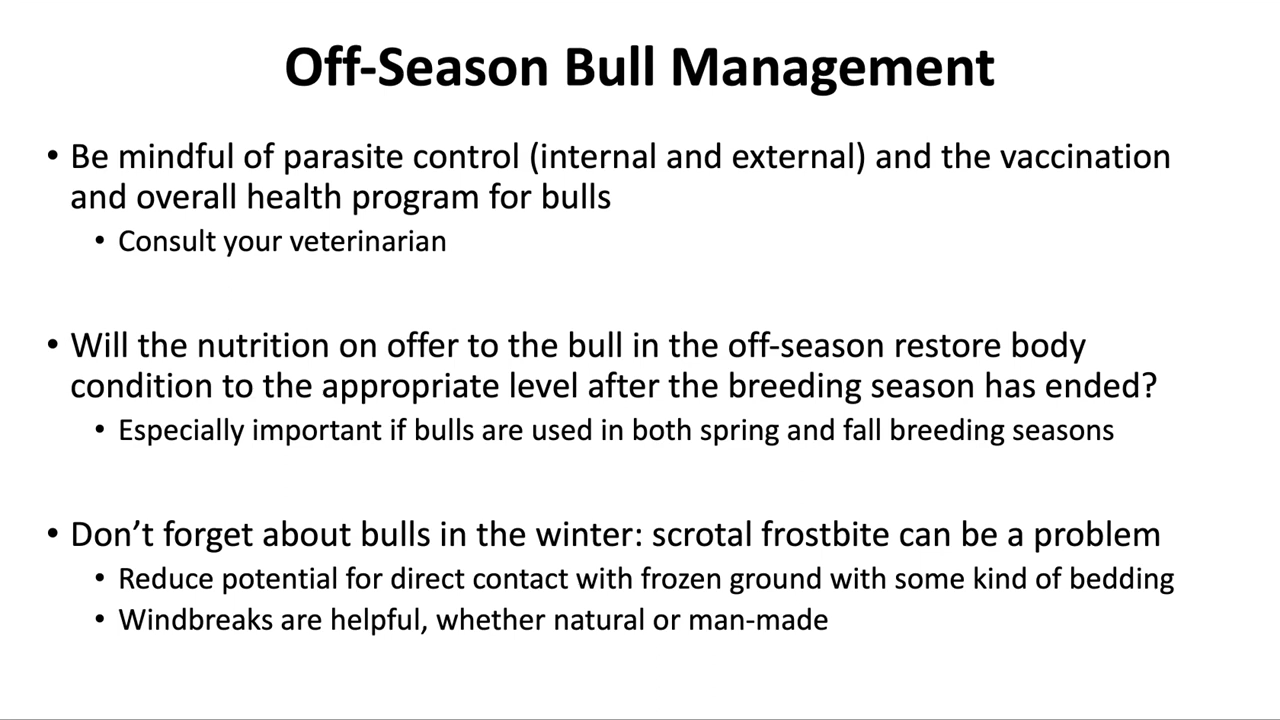 Off-Season Bull Management
• Be mindful of parasite control (internal and external) and the vaccination
and overall health program for bulls
• Consult your veterinarian
• Will the nutrition on offer to the bull in the off-season restore body
condition to the appropriate level after the breeding season has ended?
• Especially important if bulls are used in both spring and fall breeding seasons
• Don’t forget about bulls in the winter: scrotal frostbite can be a problem
• Reduce potential for direct contact with frozen ground with some kind of bedding
• Windbreaks are helpful, whether natural or man-made